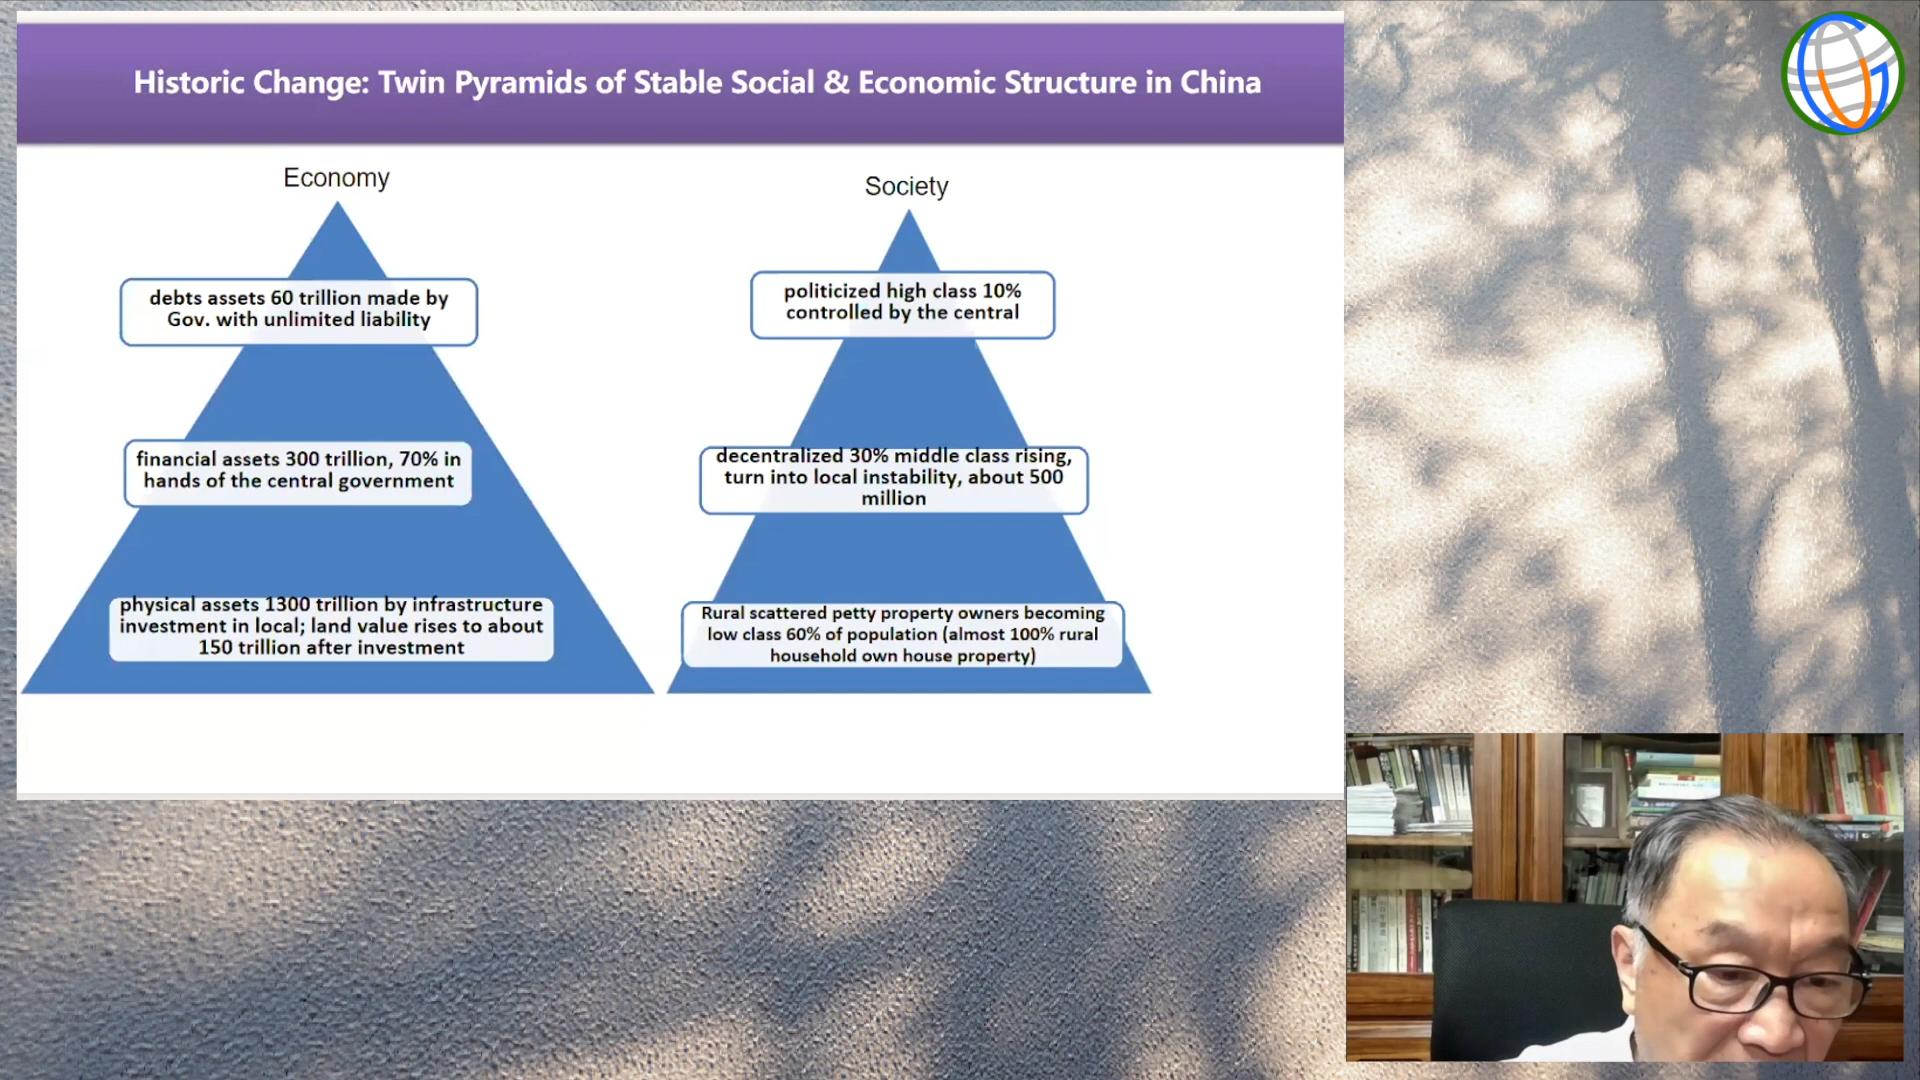 Historic Change: Twin Pyramids of Stable Social & Economic Structure in China
Economy
debts assets 60 trillion made by
Gov. with unlimited liability
financial assets 300 trillion, 70% in
hands of the central government
physical assets 1300 trillion by infrastructure
investment in local; land value rises to about
150 trillion after investment
Society
politicized high class 10%
controlled by the central
decentralized 30% middle class rising,
turn into local instability, about 500
million
Rural scattered petty property owners becoming
low class 60% of population (almost 100% rural
household own house property)